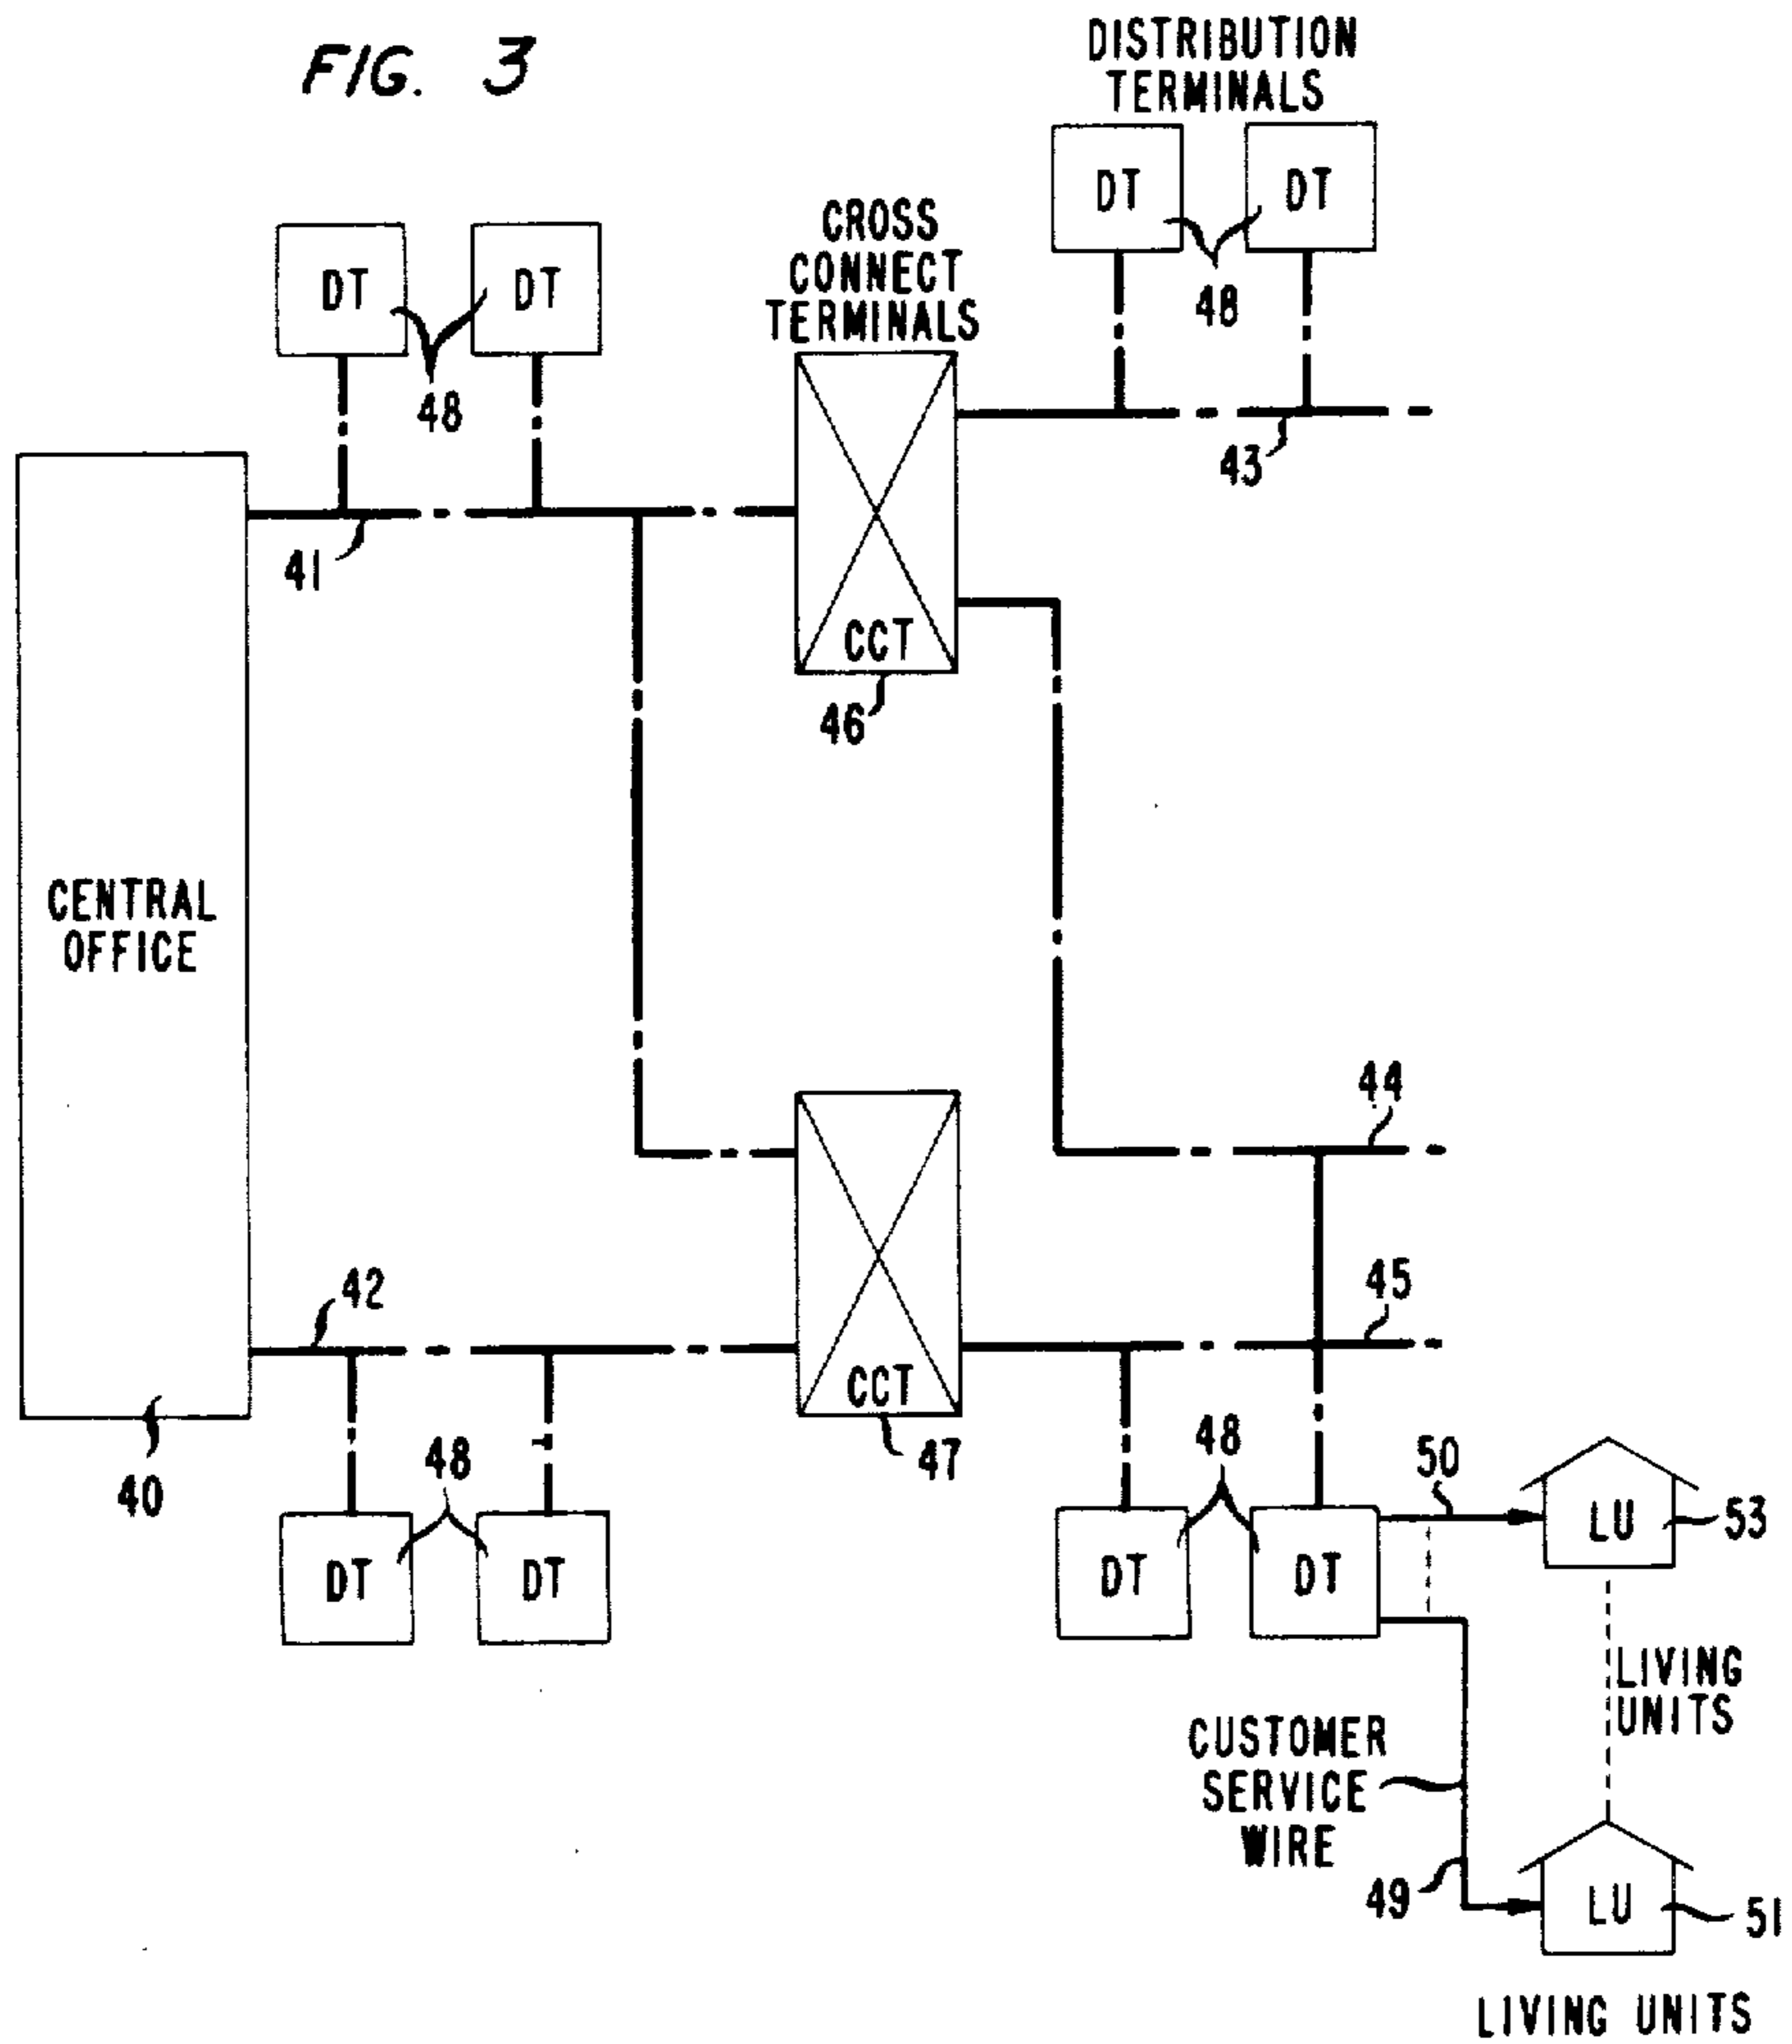 FIG. 3
DISTRIBUTION
TERMINALS
DT
DT
48
CROSS
CONNECT
TERMINALS
DT
DT
48
43
41
CCT
46
CENTRAL
OFFICE
44
45
42
CCT
47
40
48
DT
DT
48
DT
DT
50
LU
53
LIVING
UNITS
CUSTOMER
SERVICE
WIRE
49
LU
51
LIVING UNITS